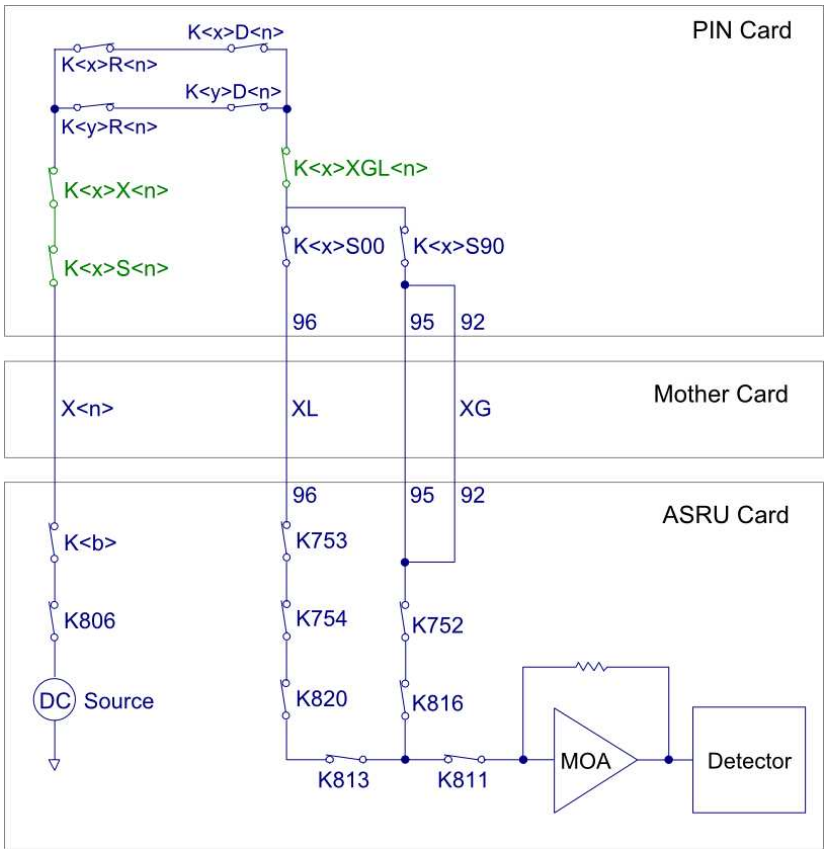 PIN Card
K<x>D<n>
K<x>R<n>
K<y>D<n>
K<y>R<n>
K<x>XGL<n>
K<x>X<n>
K<x>S00 K<x>S90
K<x>S<n>
96 95 92
Mother Card
X<n> XL XG
96 95 92
ASRU Card
K<b> K753
K806 K754 K752
DC Source K820 K816
MOA Detector
K813 K811